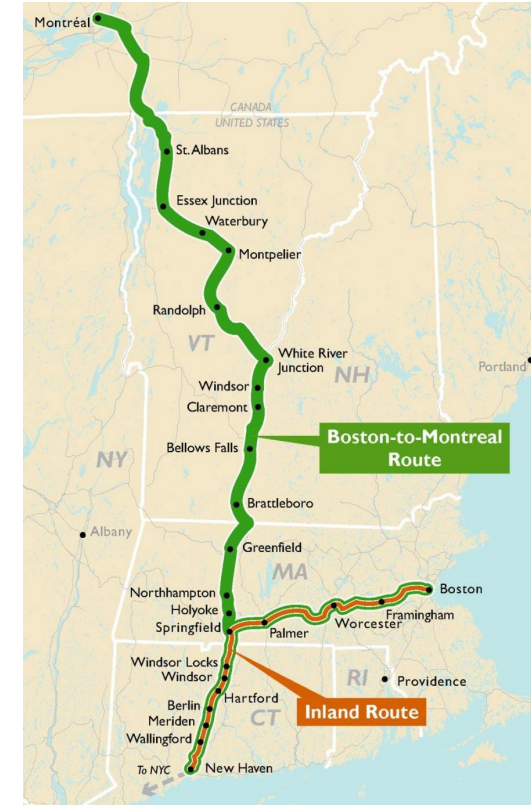 Montréal
CANADA
UNITED STATES
St. Albans
Essex Junction
Waterbury
Montpelier
Randolph
VT
White River
Junction
NH
Portland
Windsor
Claremont
Boston-to-Montreal
Route
Bellows Falls
NY
Brattleboro
Albany
Greenfield
MA
Northhampton
Boston
Holyoke
Framingham
Springfield
Palmer
Worcester
Windsor Locks
Windsor
RI
Providence
Hartford
Berlin
CT
Inland Route
Meriden
Wallingford
To NYC
New Haven